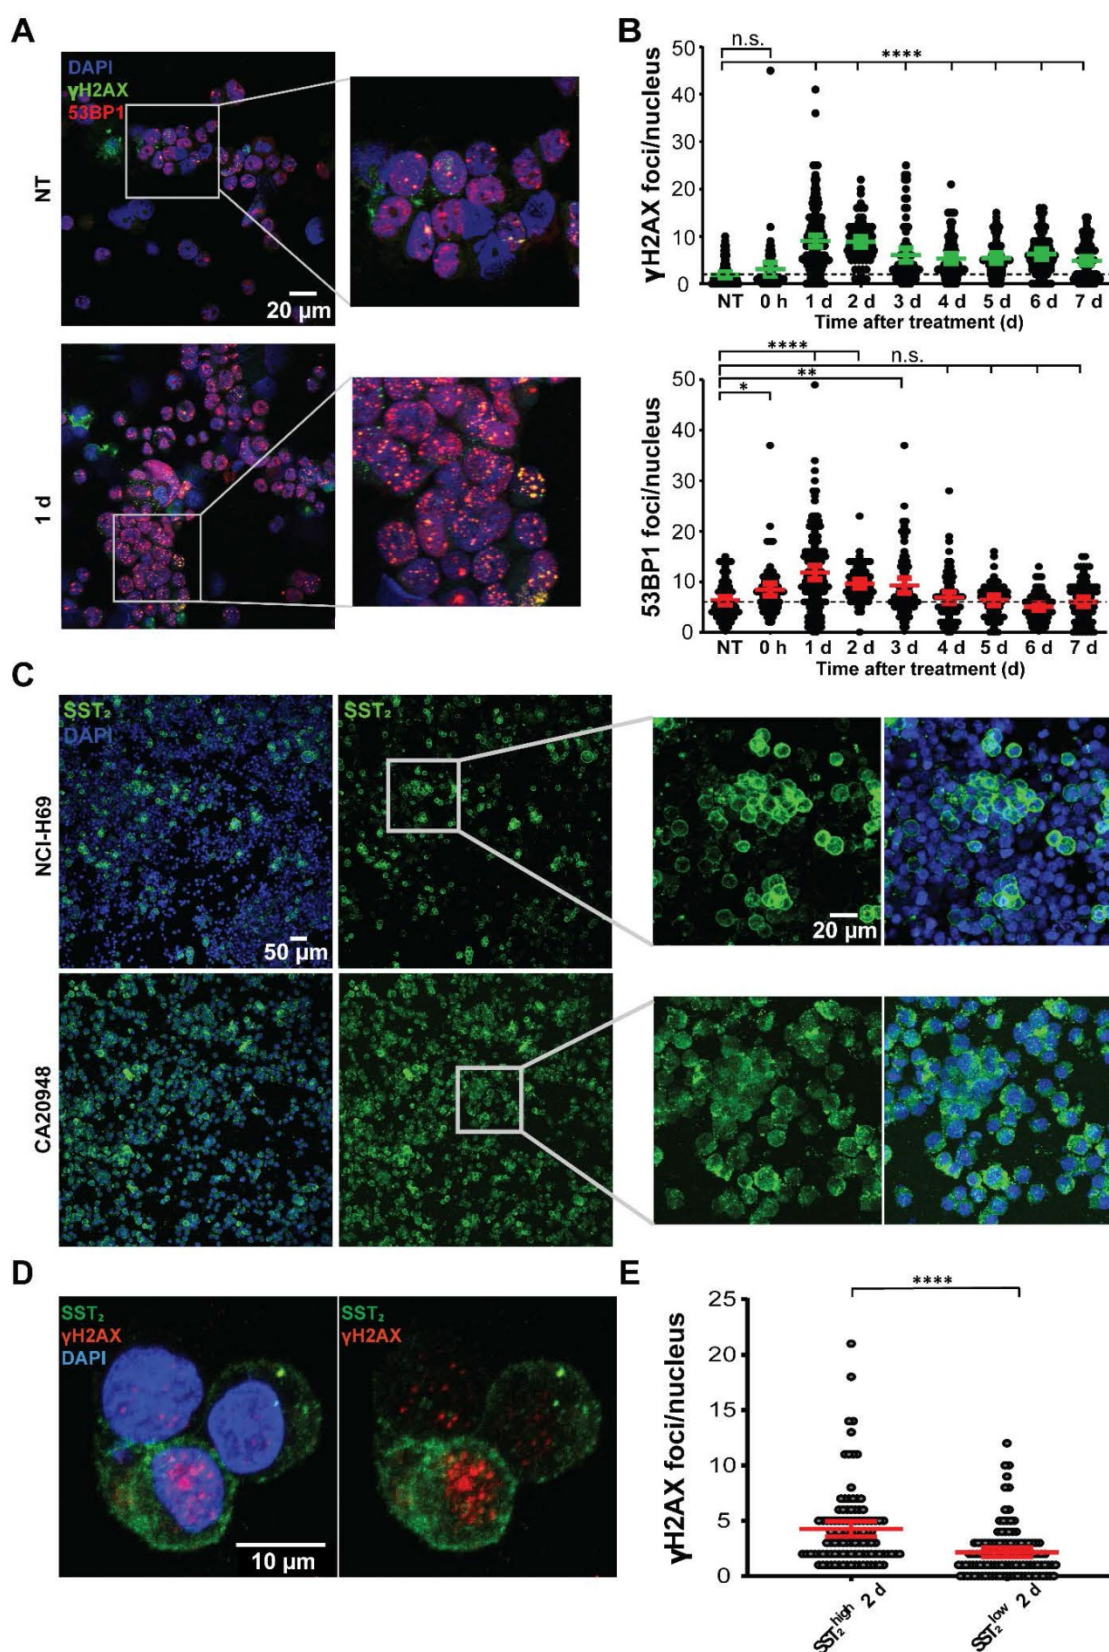 A
DAPI
γH2AX
53BP1
NT
20 μm
1 d
B
n.s.
****
50
40
30
20
10
0
γH2AX foci/nucleus
NT 0 h 1 d 2 d 3 d 4 d 5 d 6 d 7 d
Time after treatment (d)
****
n.s.
**
*
50
40
30
20
10
0
53BP1 foci/nucleus
NT 0 h 1 d 2 d 3 d 4 d 5 d 6 d 7 d
Time after treatment (d)
C
SST₂
DAPI
SST₂
NCI-H69
50 μm
20 μm
CA20948
D
SST₂
γH2AX
DAPI
SST₂
γH2AX
10 μm
E
****
25
20
15
10
5
0
γH2AX foci/nucleus
SST₂high 2 d
SST₂low 2 d